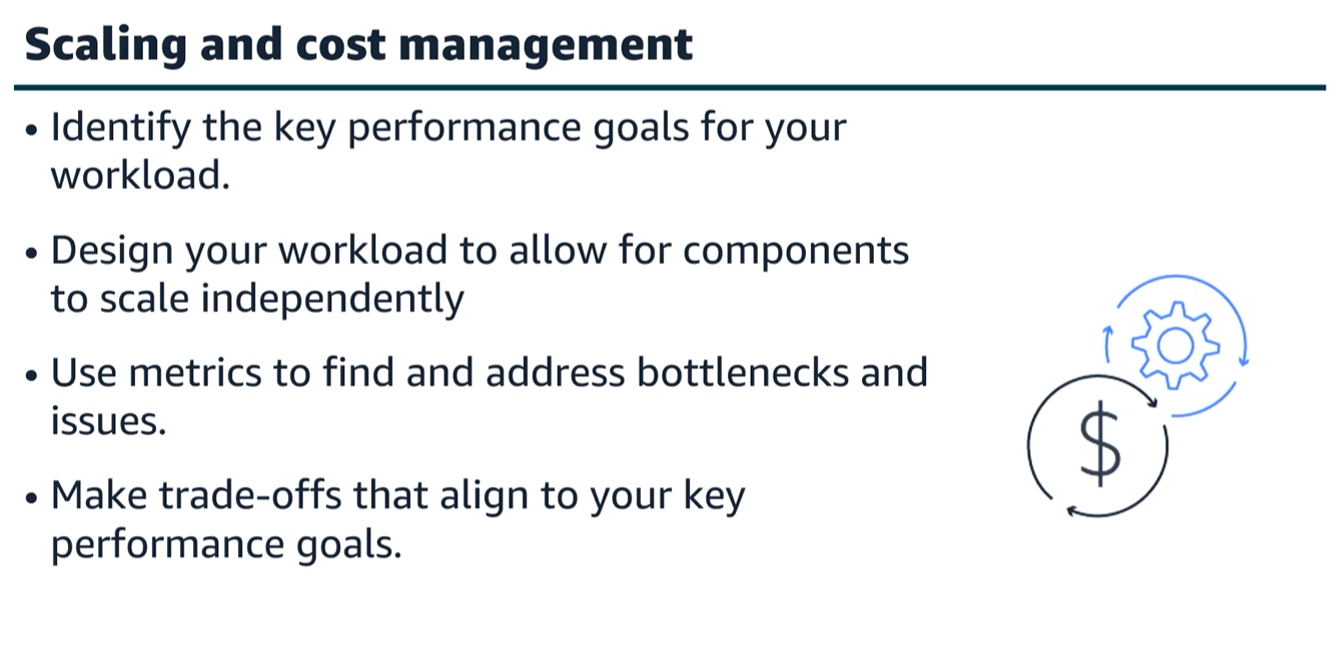 Scaling and cost management
• Identify the key performance goals for your
workload.
• Design your workload to allow for components
to scale independently
• Use metrics to find and address bottlenecks and
issues.
• Make trade-offs that align to your key
performance goals.
$